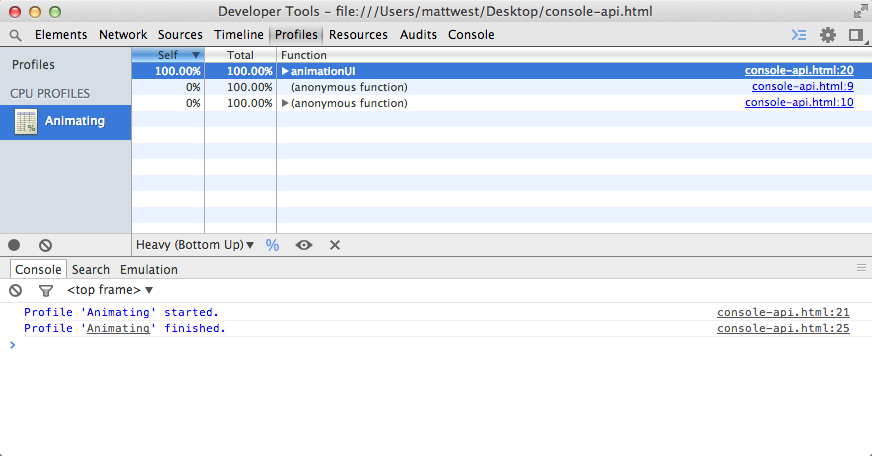 Developer Tools - file:///Users/mattwest/Desktop/console-api.html
Elements Network Sources Timeline Profiles Resources Audits Console
Profiles
CPU PROFILES
Animating
Self Total Function
100.00% 100.00% animationUI console-api.html:20
0% 100.00% (anonymous function) console-api.html:9
0% 100.00% (anonymous function) console-api.html:10
Heavy (Bottom Up) %
Console Search Emulation
<top frame>
Profile 'Animating' started. console-api.html:21
Profile 'Animating' finished. console-api.html:25
>